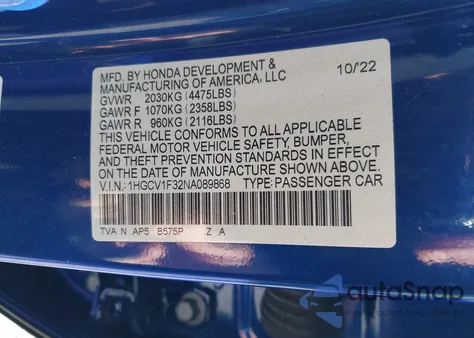 MFD. BY HONDA DEVELOPMENT & 10/22
MANUFACTURING OF AMERICA, LLC
GVWR 2030KG (4475LBS)
GAWR F 1070KG (2358LBS)
GAWR R 960KG (2116LBS)
THIS VEHICLE CONFORMS TO ALL APPLICABLE
FEDERAL MOTOR VEHICLE SAFETY, BUMPER,
AND THEFT PREVENTION STANDARDS IN EFFECT
ON THE DATE OF MANUFACTURE SHOWN ABOVE.
V.I.N.: 1HGCV1F32NA089868 TYPE: PASSENGER CAR
TVA N AP5 B575P Z A
autoSnap